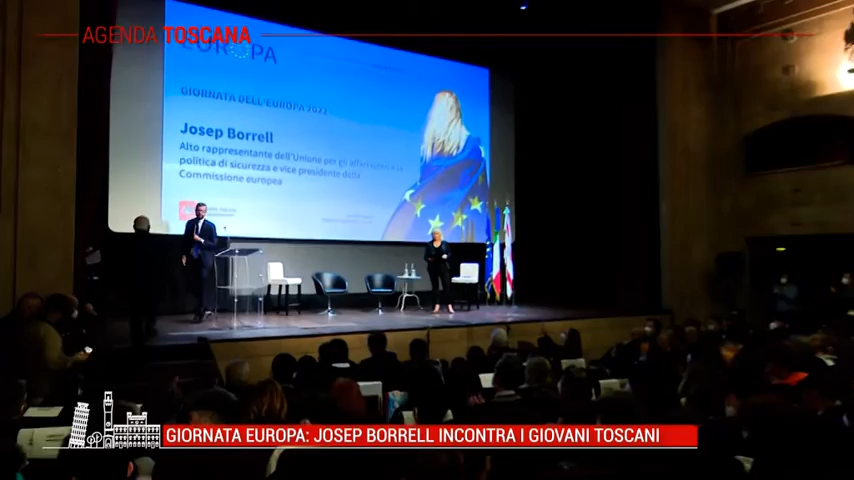 AGENDA TOSCANA
EUROPA
GIORNATA DELL'EUROPA 2022
Josep Borrell
Alto rappresentante dell'Unione per gli affari esteri e la
politica di sicurezza e vice presidente della
Commissione europea
GIORNATA EUROPA: JOSEP BORRELL INCONTRA I GIOVANI TOSCANI